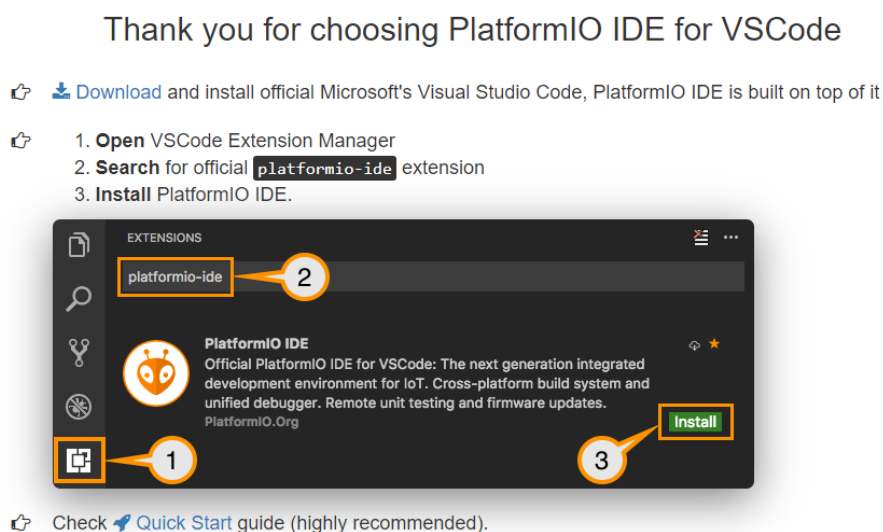 Thank you for choosing PlatformIO IDE for VSCode
Download and install official Microsoft's Visual Studio Code, PlatformIO IDE is built on top of it
1. Open VSCode Extension Manager
2. Search for official platformio-ide extension
3. Install PlatformIO IDE.
EXTENSIONS
platformio-ide
2
PlatformIO IDE
Official PlatformIO IDE for VSCode: The next generation integrated
development environment for IoT. Cross-platform build system and
unified debugger. Remote unit testing and firmware updates.
PlatformIO.Org
Install
1
3
Check Quick Start guide (highly recommended).